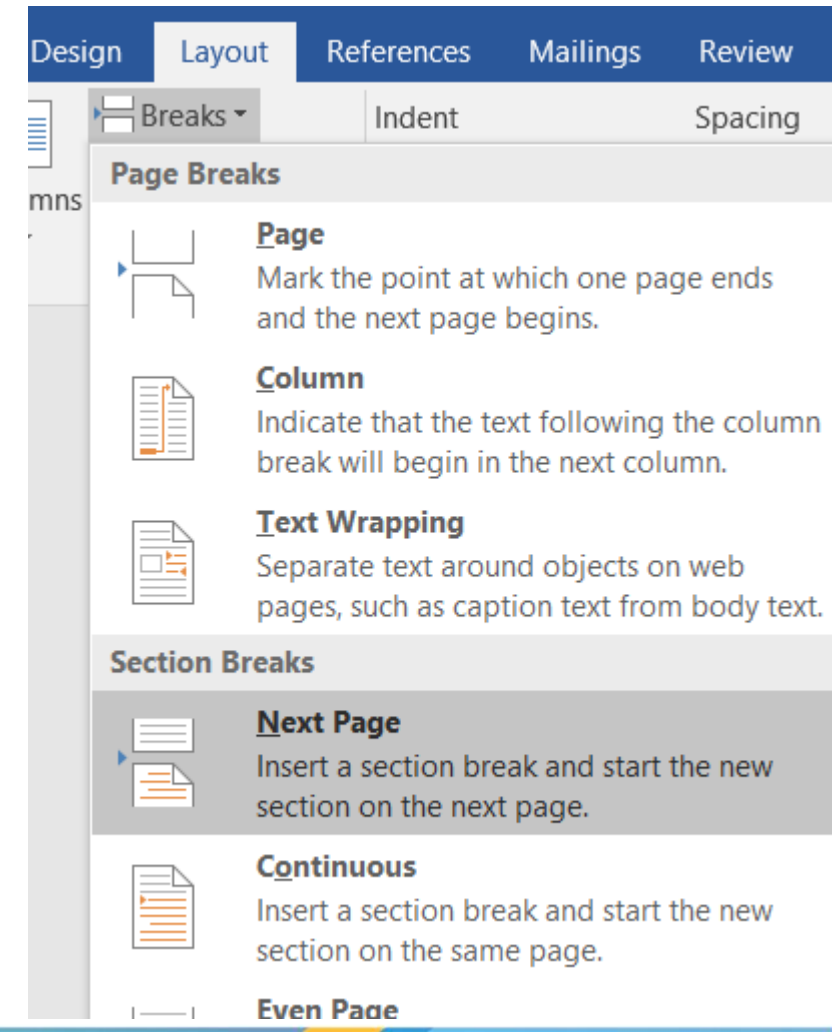 Design Layout References Mailings Review
Breaks Indent Spacing
mns
Page Breaks
Page
Mark the point at which one page ends
and the next page begins.
Column
Indicate that the text following the column
break will begin in the next column.
Text Wrapping
Separate text around objects on web
pages, such as caption text from body text.
Section Breaks
Next Page
Insert a section break and start the new
section on the next page.
Continuous
Insert a section break and start the new
section on the same page.
Even Page